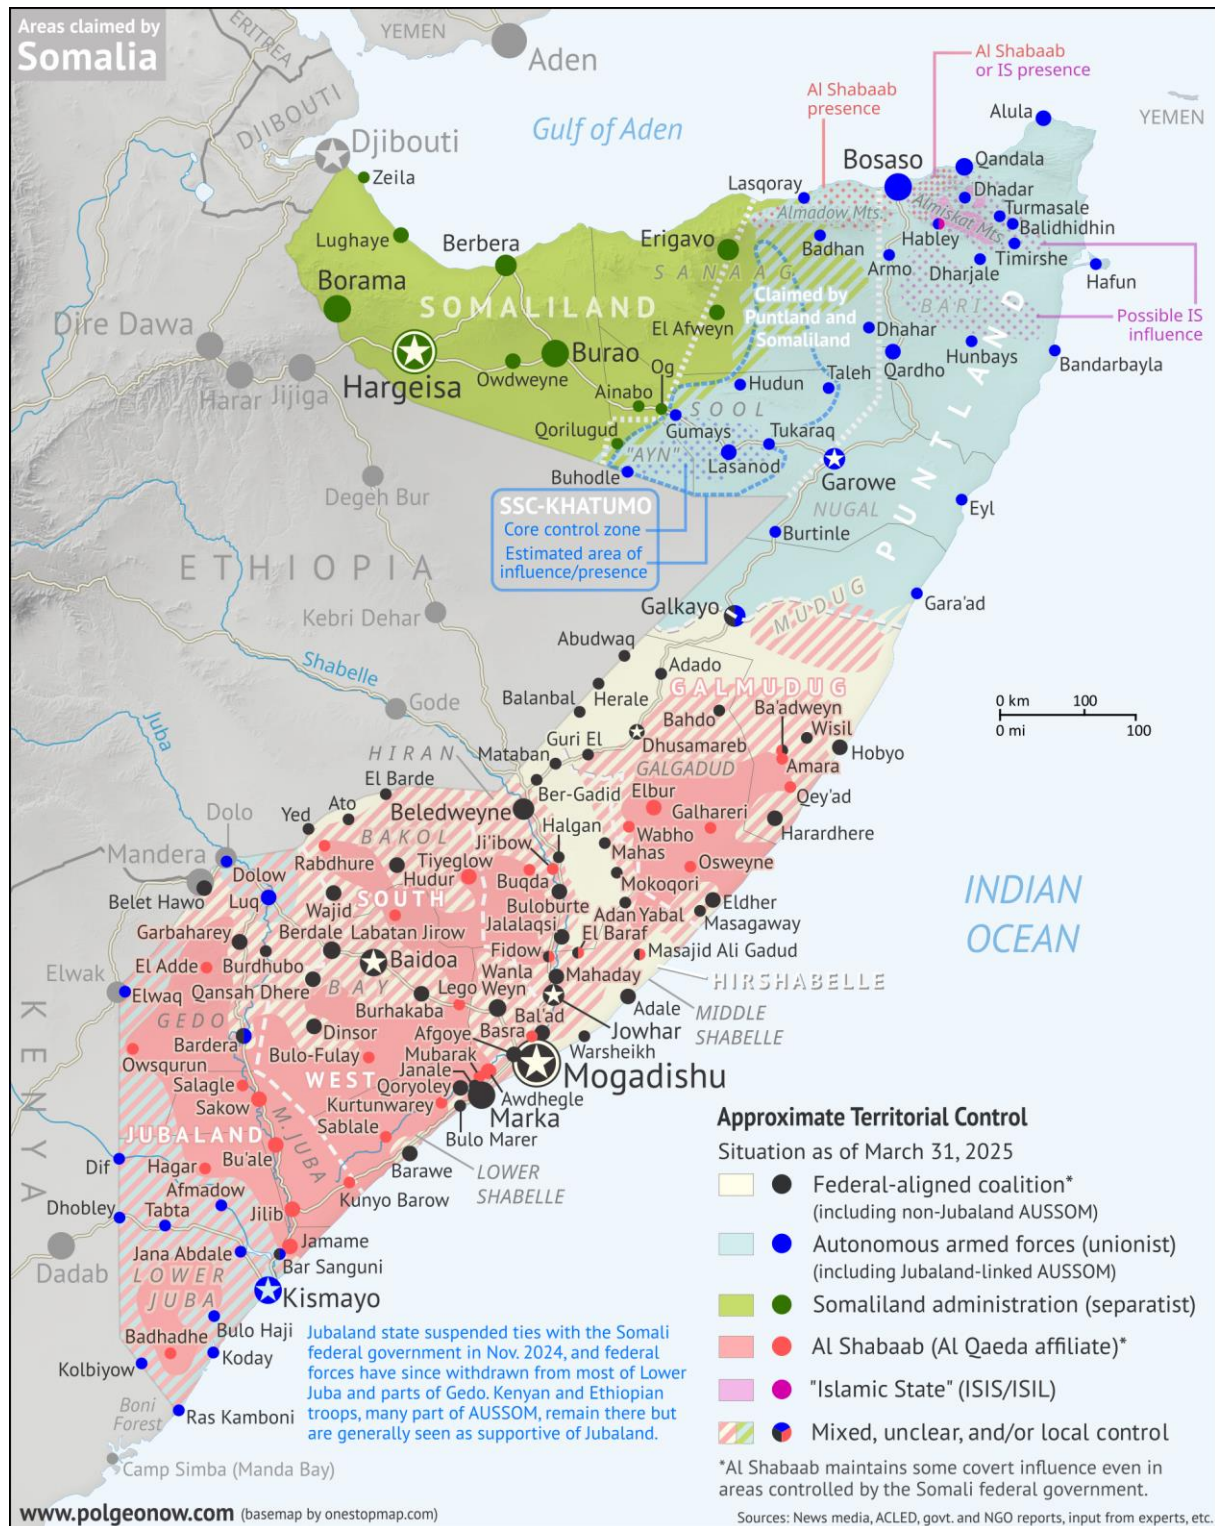 Areas claimed by
Somalia
ERITREA
YEMEN
Aden
DJIBOUTI
Djibouti
Gulf of Aden
Al Shabaab
or IS presence
Al Shabaab
presence
Alula
YEMEN
Zeila
Lasqoray
Bosaso
Qandala
Dhadar
Almadow Mts.
Almiskat Mts.
Turmasale
Balidhidhin
Lughaye
Berbera
Erigavo
Badhan
Habley
Timirshe
SANAAG
Armo
Dharjale
Hafun
Borama
SOMALILAND
Claimed by
Puntland and
Somaliland
BARI
Dire Dawa
El Afweyn
Possible IS
influence
Dhahar
Burao
Hunbays
Bandarbayla
Hargeisa
Owdweyne
Og
Taleh
Qardho
Harar
Jijiga
Ainabo
Hudun
SOOL
PUNTLAND
Qorilugud
Gumays
Tukaraq
"AYN"
Lasanod
Buhodle
Garowe
Degeh Bur
NUGAL
Eyl
SSC-KHATUMO
Core control zone
Estimated area of
influence/presence
Burtinle
ETHIOPIA
Kebri Dehar
Galkayo
Gara'ad
MUDUG
Abudwaq
Shabelle
Adado
Herale
GALMUDUG
Balanbal
Gode
Juba
Bahdo
Ba'adweyn
Wisil
0 km 100
0 mi 100
Guri El
Dhusamareb
Hobyo
HIRAN
Mataban
GALGADUD
Amara
El Barde
Ber-Gadid
Elbur
Qey'ad
Ato
Yed
Beledweyne
Galhareri
Dolo
BAKOL
Halgan
Wabho
Harardhere
Mandera
Rabdhure
Ji'ibow
Mahas
Dolow
Tiyeglow
Osweyne
Hudur
Buqda
Mokoqori
Belet Hawo
Luq
Wajid
SOUTH
Buloburte
Eldher
INDIAN
OCEAN
Adan Yabal
Masagaway
Garbaharey
Berdale
Labatan Jirow
Jalalaqsi
El Baraf
Fidow
Masajid Ali Gadud
El Adde
Burdhubo
Baidoa
Wanla
Weyn
Mahaday
Elwak
Elwaq
Qansah Dhere
BAY
Lego
HIRSHABELLE
KENYA
GEDO
Burhakaba
Bal'ad
Adale
MIDDLE
SHABELLE
Dinsor
Afgoye
Basra
Jowhar
Bardera
Bulo-Fulay
Warsheikh
Owsqurun
Mubarak
Mogadishu
Salagle
WEST
Janale
Qoryoley
Awdhegle
Sakow
Kurtunwarey
Marka
Sablale
JUBALAND
M. JUBA
Bulo Marer
Dif
Bu'ale
Hagar
Barawe
LOWER
SHABELLE
Afmadow
Dhobley
Tabta
Kunyo Barow
Jilib
Jamame
Jana Abdale
Dadab
Bar Sanguni
LOWER
JUBA
Kismayo
Bulo Haji
Badhadhe
Koday
Kolbiyow
Boni
Forest
Ras Kamboni
Camp Simba (Manda Bay)
Jubaland state suspended ties with the Somali
federal government in Nov. 2024, and federal
forces have since withdrawn from most of Lower
Juba and parts of Gedo. Kenyan and Ethiopian
troops, many part of AUSSOM, remain there but
are generally seen as supportive of Jubaland.
Approximate Territorial Control
Situation as of March 31, 2025
Federal-aligned coalition*
(including non-Jubaland AUSSOM)
Autonomous armed forces (unionist)
(including Jubaland-linked AUSSOM)
Somaliland administration (separatist)
Al Shabaab (Al Qaeda affiliate)*
"Islamic State" (ISIS/ISIL)
Mixed, unclear, and/or local control
*Al Shabaab maintains some covert influence even in
areas controlled by the Somali federal government.
www.polgeonow.com (basemap by onestopmap.com)
Sources: News media, ACLED, govt. and NGO reports, input from experts, etc.